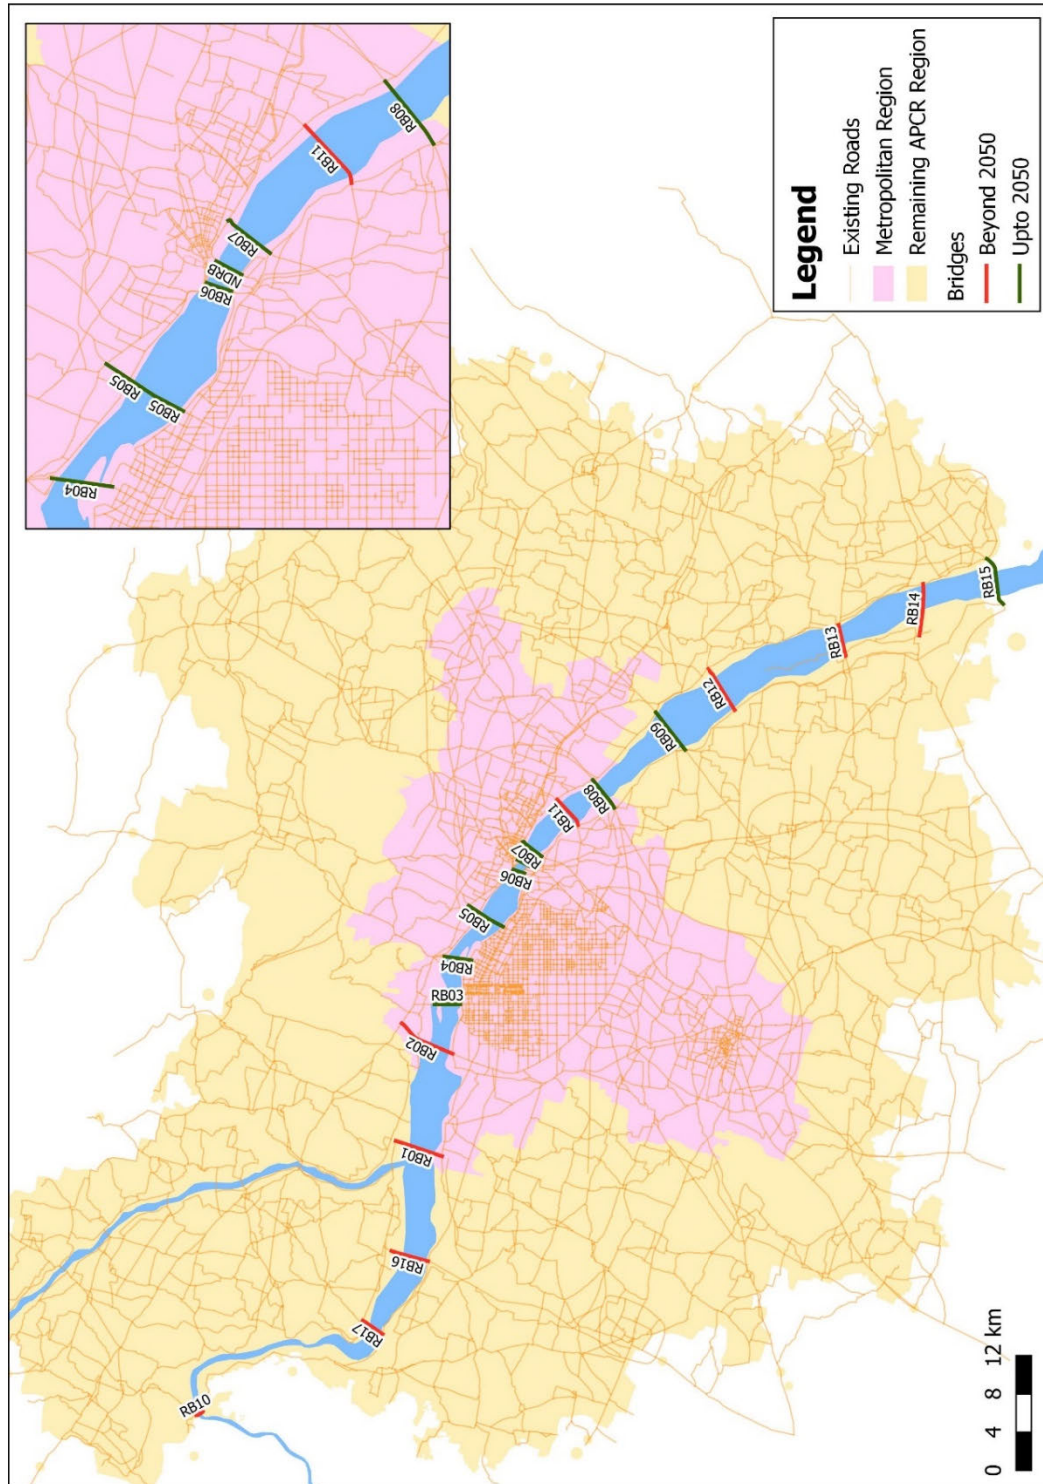 RB04
RB05
RB05
RB06
NDRB
RB07
RB11
RB08
Legend
Existing Roads
Metropolitan Region
Remaining APCR Region
Bridges
Beyond 2050
Upto 2050
RB10
RB17
RB16
RB01
RB02
RB03
RB04
RB05
RB06
RB07
RB11
RB08
RB09
RB12
RB13
RB14
RB15
0 4 8 12 km